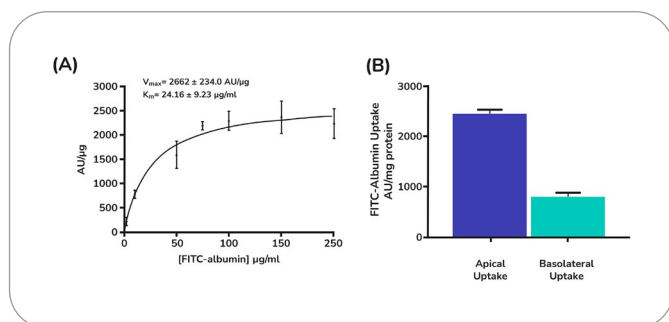 (A)
Vmax= 2662 ± 234.0 AU/µg
Km= 24.16 ± 9.23 µg/ml
AU/µg
3000
2500
2000
1500
1000
500
0
0 50 100 150 250
[FITC-albumin] µg/ml
(B)
FITC-Albumin Uptake
AU/mg protein
3000
2000
1000
0
Apical
Uptake
Basolateral
Uptake